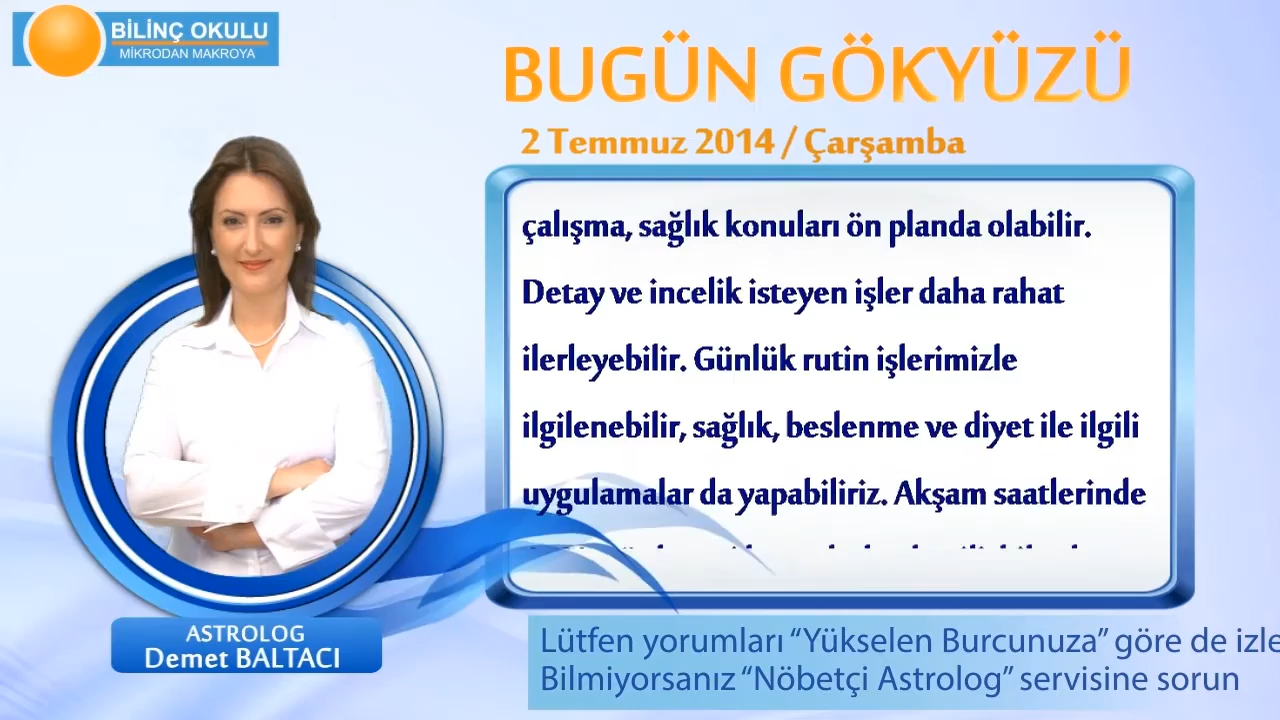 BİLİNÇ OKULU
MİKRODAN MAKROYA
BUGÜN GÖKYÜZÜ
2 Temmuz 2014 / Çarşamba
çalışma, sağlık konuları ön planda olabilir.
Detay ve incelik isteyen işler daha rahat
ilerleyebilir. Günlük rutin işlerimizle
ilgilenebilir, sağlık, beslenme ve diyet ile ilgili
uygulamalar da yapabiliriz. Akşam saatlerinde
ASTROLOG
Demet BALTACI
Lütfen yorumları “Yükselen Burcunuza” göre de izle
Bilmiyorsanız “Nöbetçi Astrolog” servisine sorun